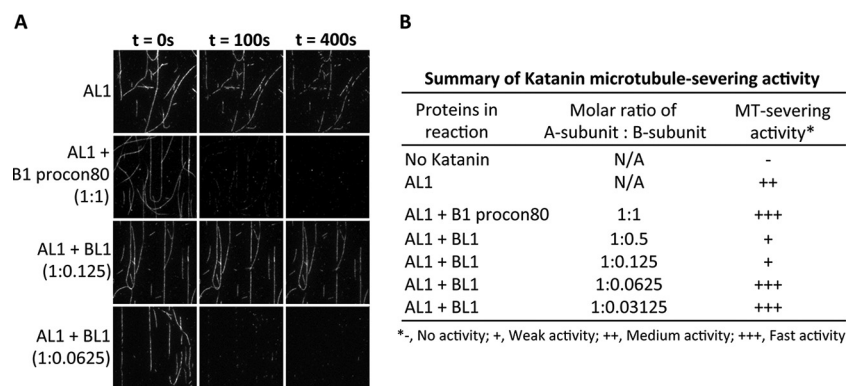 A
t = 0s t = 100s t = 400s
AL1
AL1 +
B1 procon80
(1:1)
AL1 + BL1
(1:0.125)
AL1 + BL1
(1:0.0625)
B
Summary of Katanin microtubule-severing activity
Proteins in reaction Molar ratio of A-subunit : B-subunit MT-severing activity*
No Katanin N/A -
AL1 N/A ++
AL1 + B1 procon80 1:1 +++
AL1 + BL1 1:0.5 +
AL1 + BL1 1:0.125 +
AL1 + BL1 1:0.0625 +++
AL1 + BL1 1:0.03125 +++
*-, No activity; +, Weak activity; ++, Medium activity; +++, Fast activity